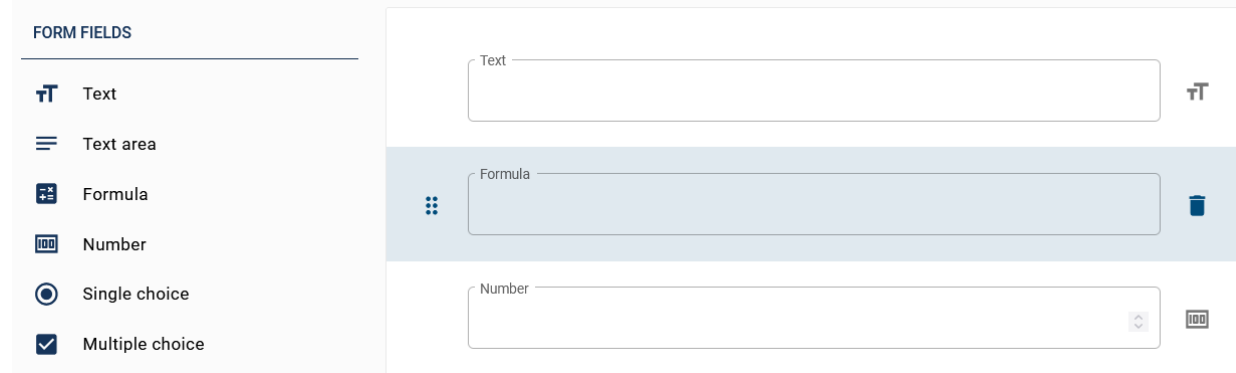 FORM FIELDS
Text
Text area
Formula
Number
Single choice
Multiple choice
Text
Formula
Number